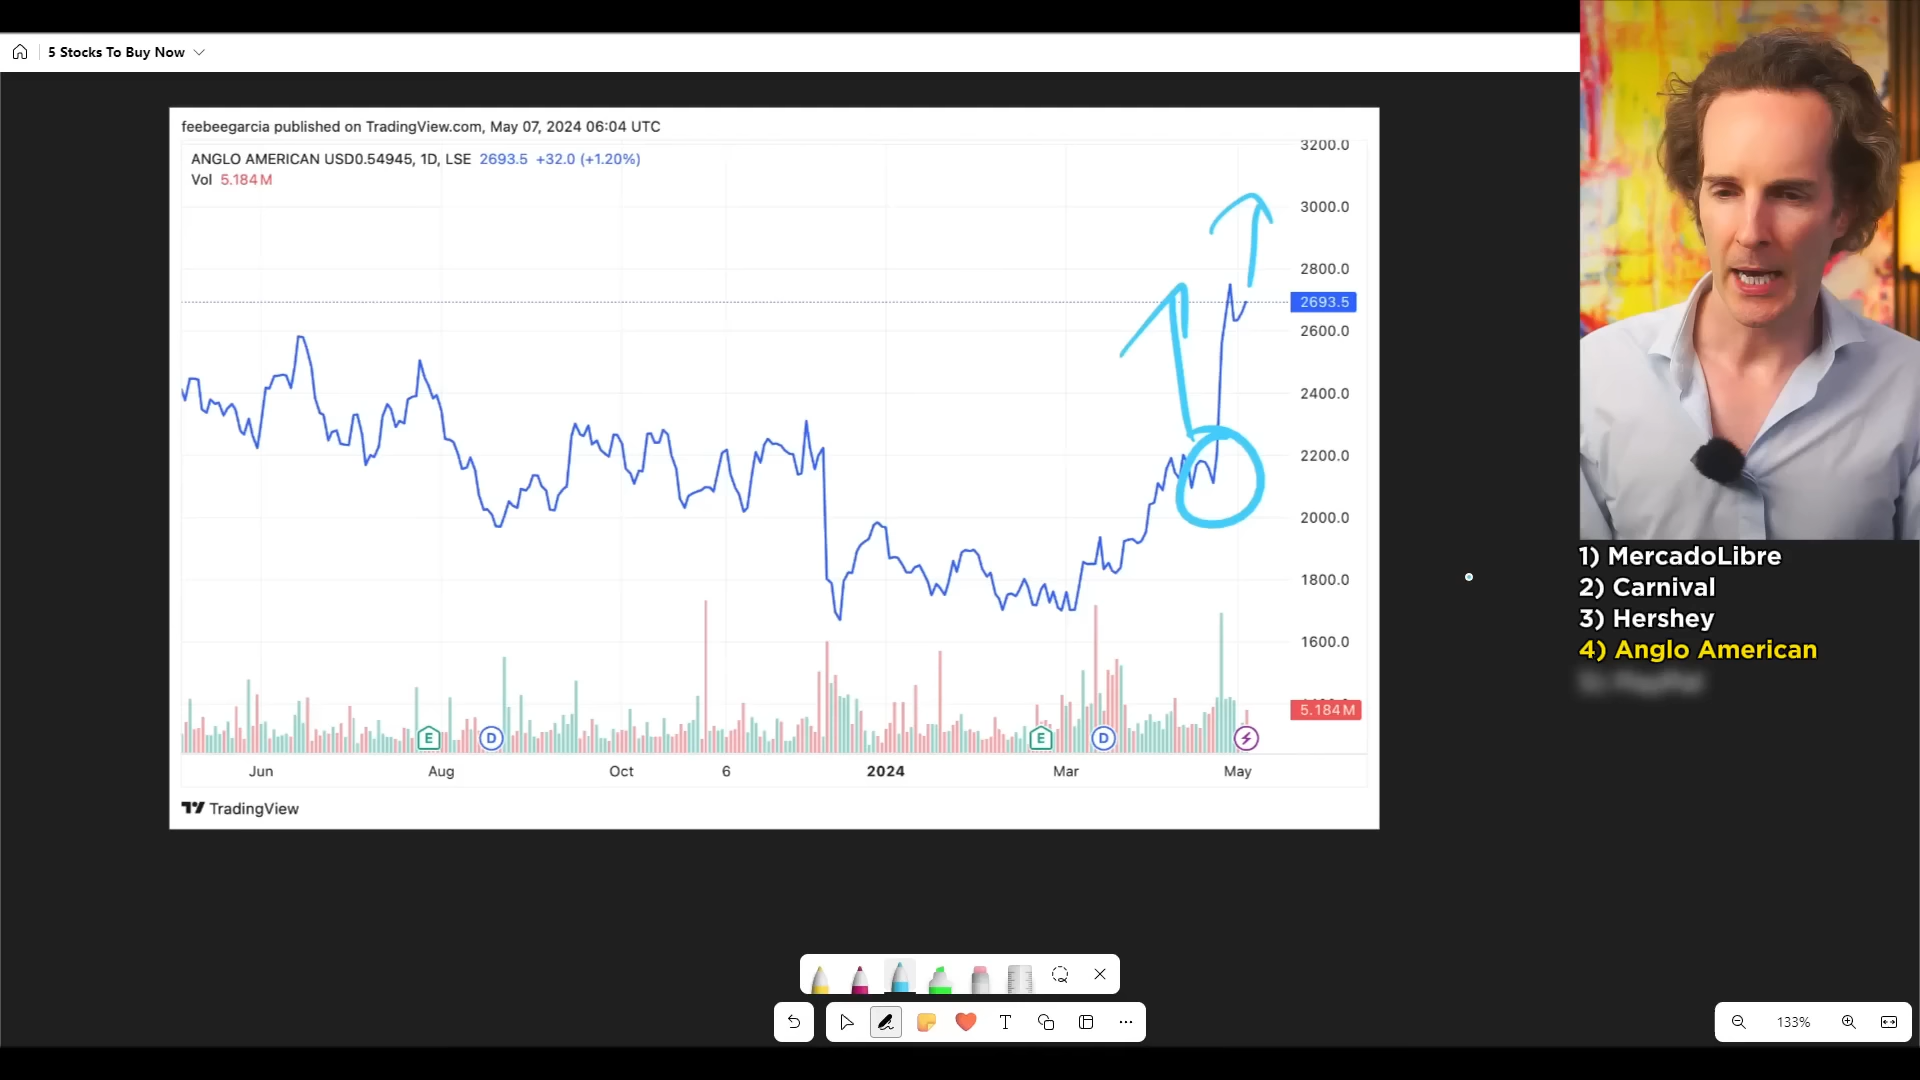 5 Stocks To Buy Now
feebeegarcia published on TradingView.com, May 07, 2024 06:04 UTC
ANGLO AMERICAN USD0.54945, 1D, LSE 2693.5 +32.0 (+1.20%)
Vol 5.184M
3200.0
3000.0
2800.0
2693.5
2600.0
2400.0
2200.0
2000.0
1800.0
1600.0
5.184M
E
D
E
D
Jun
Aug
Oct
6
2024
Mar
May
TradingView
1) MercadoLibre
2) Carnival
3) Hershey
4) Anglo American
T
133%